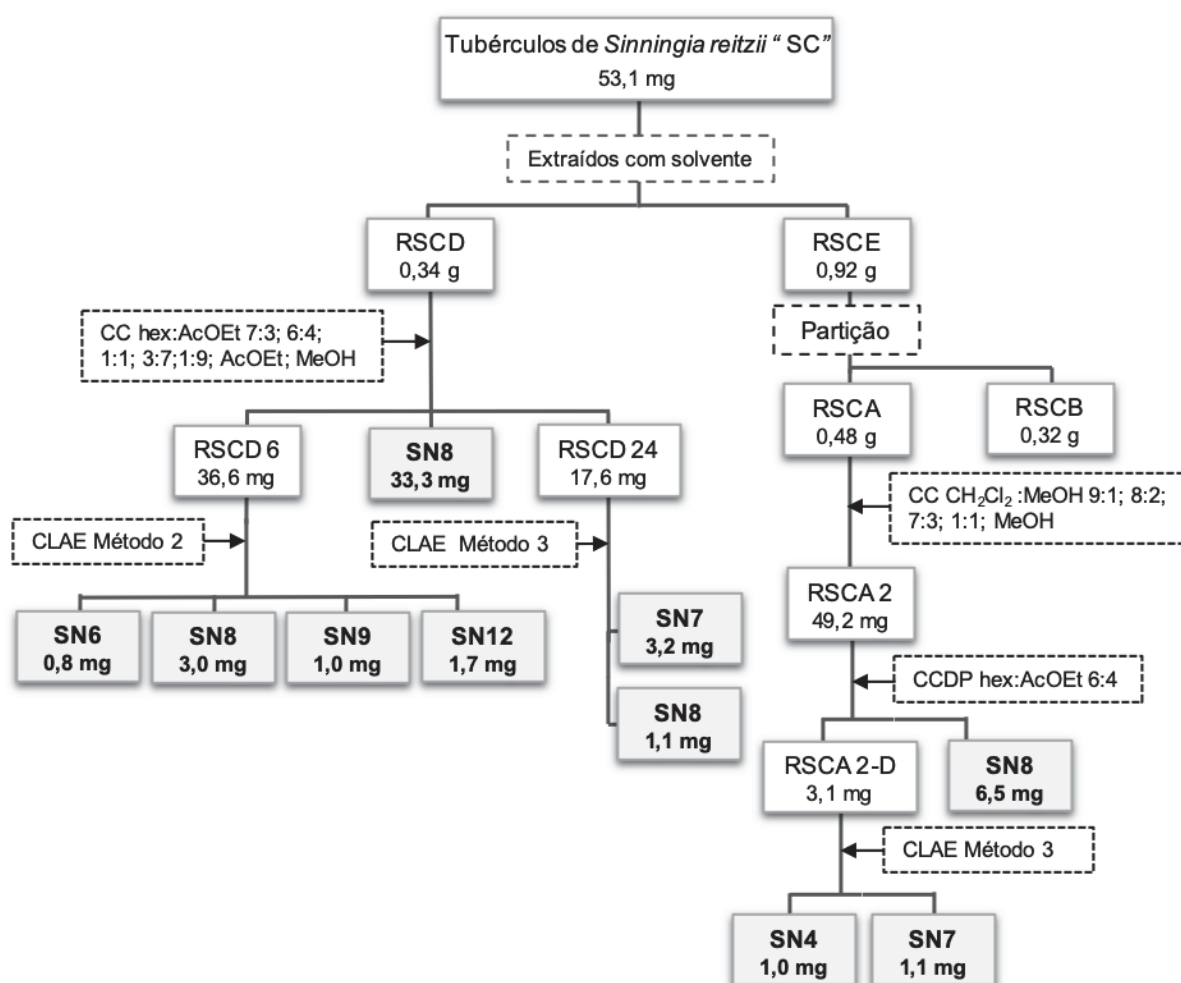 Tubérculos de Sinningia reitzii “ SC”
53,1 mg
Extraídos com solvente
RSCD
0,34 g
RSCE
0,92 g
CC hex:AcOEt 7:3; 6:4;
1:1; 3:7;1:9; AcOEt; MeOH
Partição
RSCA
0,48 g
RSCB
0,32 g
RSCD 6
36,6 mg
SN8
33,3 mg
RSCD 24
17,6 mg
CC CH₂Cl₂ :MeOH 9:1; 8:2;
7:3; 1:1; MeOH
CLAE Método 2
CLAE Método 3
RSCA 2
49,2 mg
SN6
0,8 mg
SN8
3,0 mg
SN9
1,0 mg
SN12
1,7 mg
SN7
3,2 mg
CCDP hex:AcOEt 6:4
SN8
1,1 mg
RSCA 2-D
3,1 mg
SN8
6,5 mg
CLAE Método 3
SN4
1,0 mg
SN7
1,1 mg